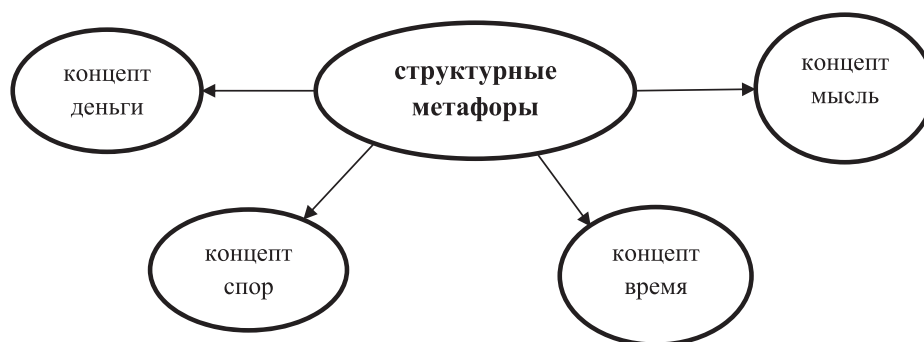 концепт
деньги
структурные
метафоры
концепт
мысль
концепт
спор
концепт
время